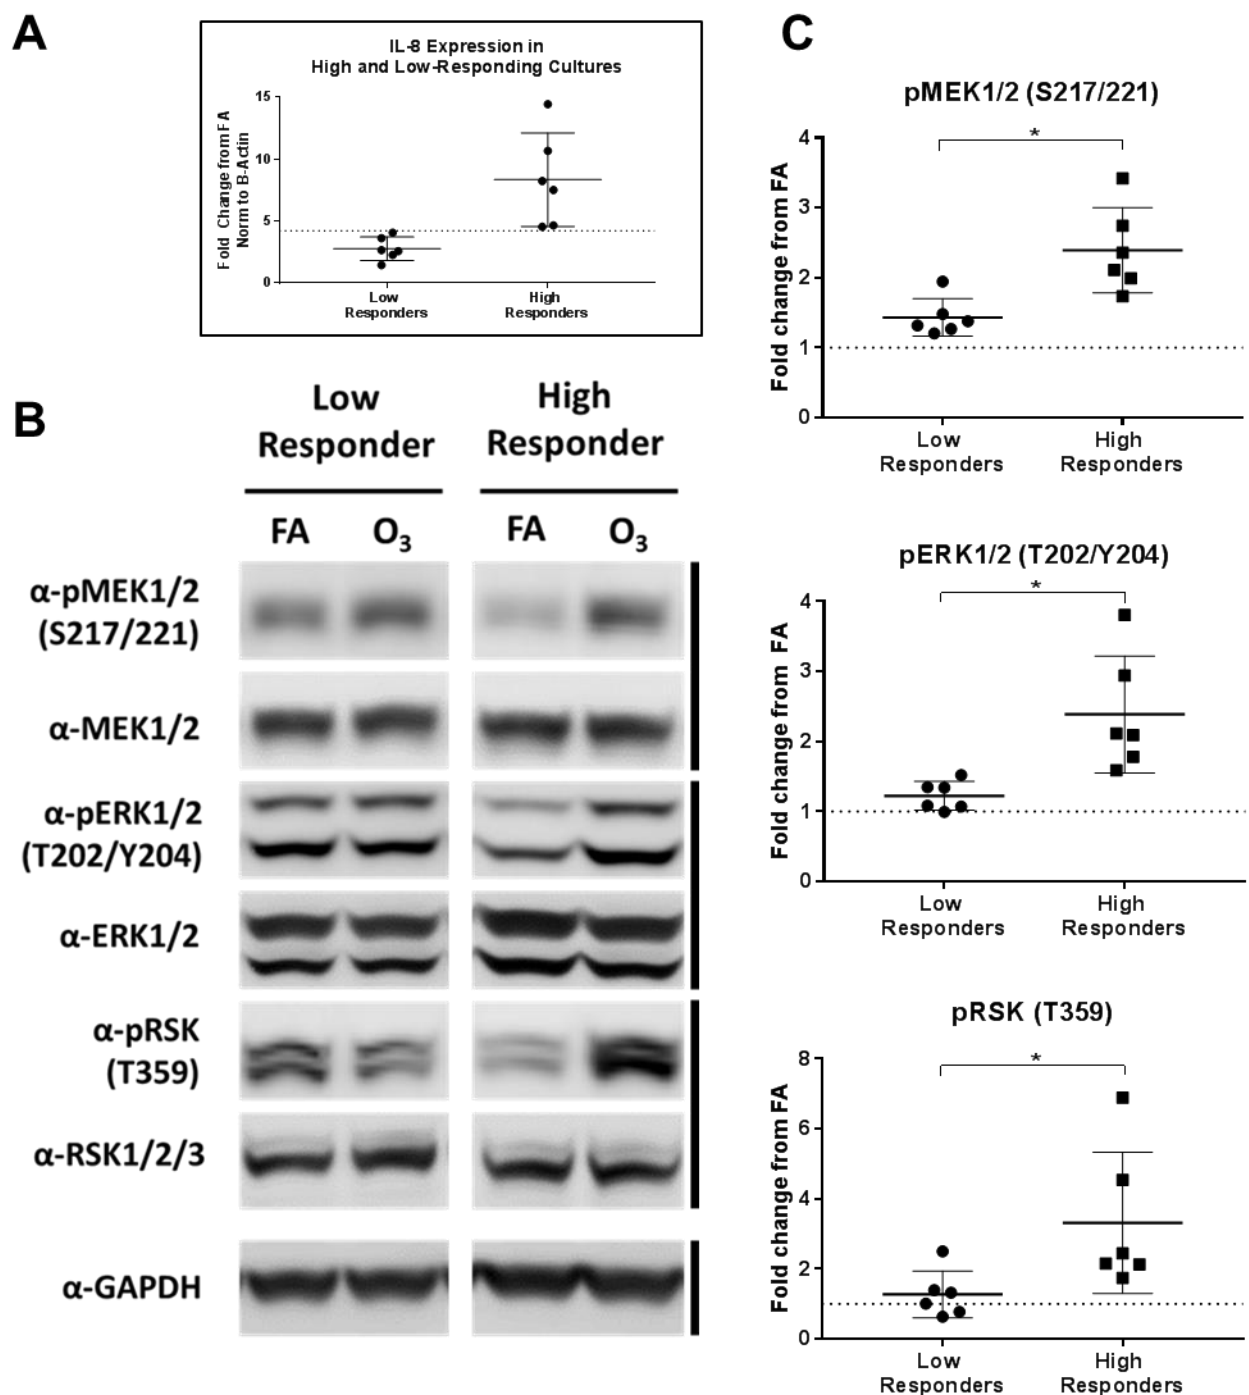 A
IL-8 Expression in
High and Low-Responding Cultures
Fold Change from FA
Norm to B-Actin
15
10
5
0
Low
Responders
High
Responders
B
Low
Responder
High
Responder
FA
O₃
FA
O₃
α-pMEK1/2
(S217/221)
α-MEK1/2
α-pERK1/2
(T202/Y204)
α-ERK1/2
α-pRSK
(T359)
α-RSK1/2/3
α-GAPDH
C
pMEK1/2 (S217/221)
*
Fold change from FA
4
3
2
1
0
Low
Responders
High
Responders
pERK1/2 (T202/Y204)
*
Fold change from FA
4
3
2
1
0
Low
Responders
High
Responders
pRSK (T359)
*
Fold change from FA
8
6
4
2
0
Low
Responders
High
Responders